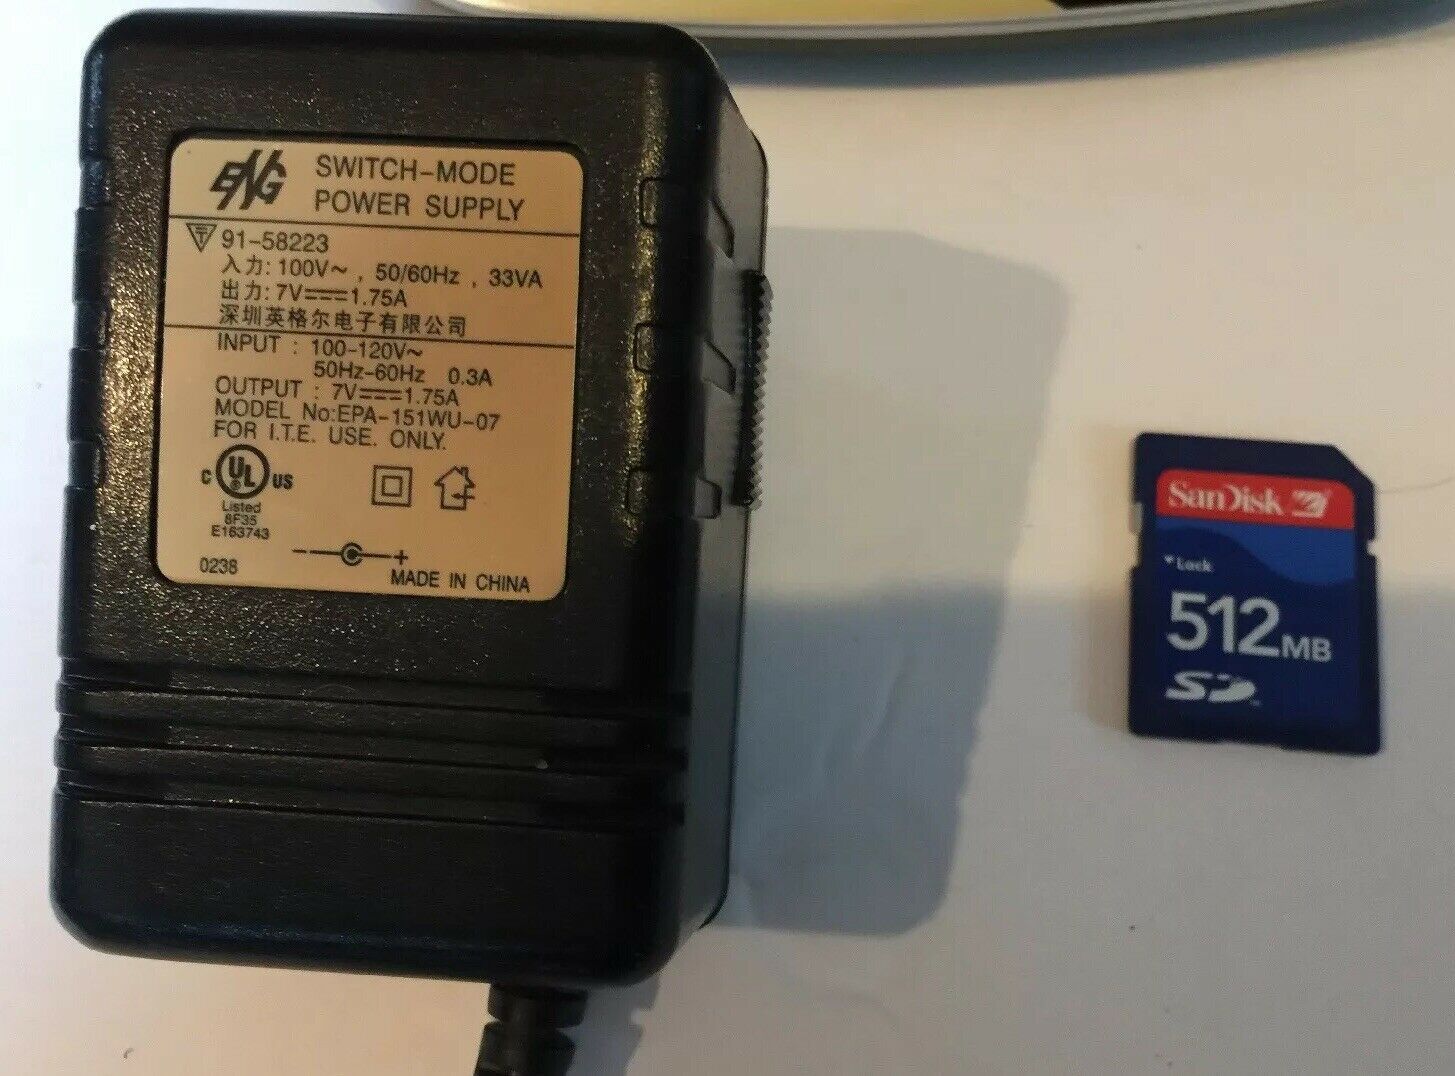 ENG SWITCH-MODE
POWER SUPPLY
91-58223
入力: 100V~ , 50/60Hz , 33VA
出力: 7V 1.75A
深圳英格尔电子有限公司
INPUT : 100-120V~
50Hz-60Hz 0.3A
OUTPUT : 7V 1.75A
MODEL No:EPA-151WU-07
FOR I.T.E. USE. ONLY.
C UL US
Listed
8F35
E163743
- +
0238 MADE IN CHINA
SanDisk
Lock
512MB
SD